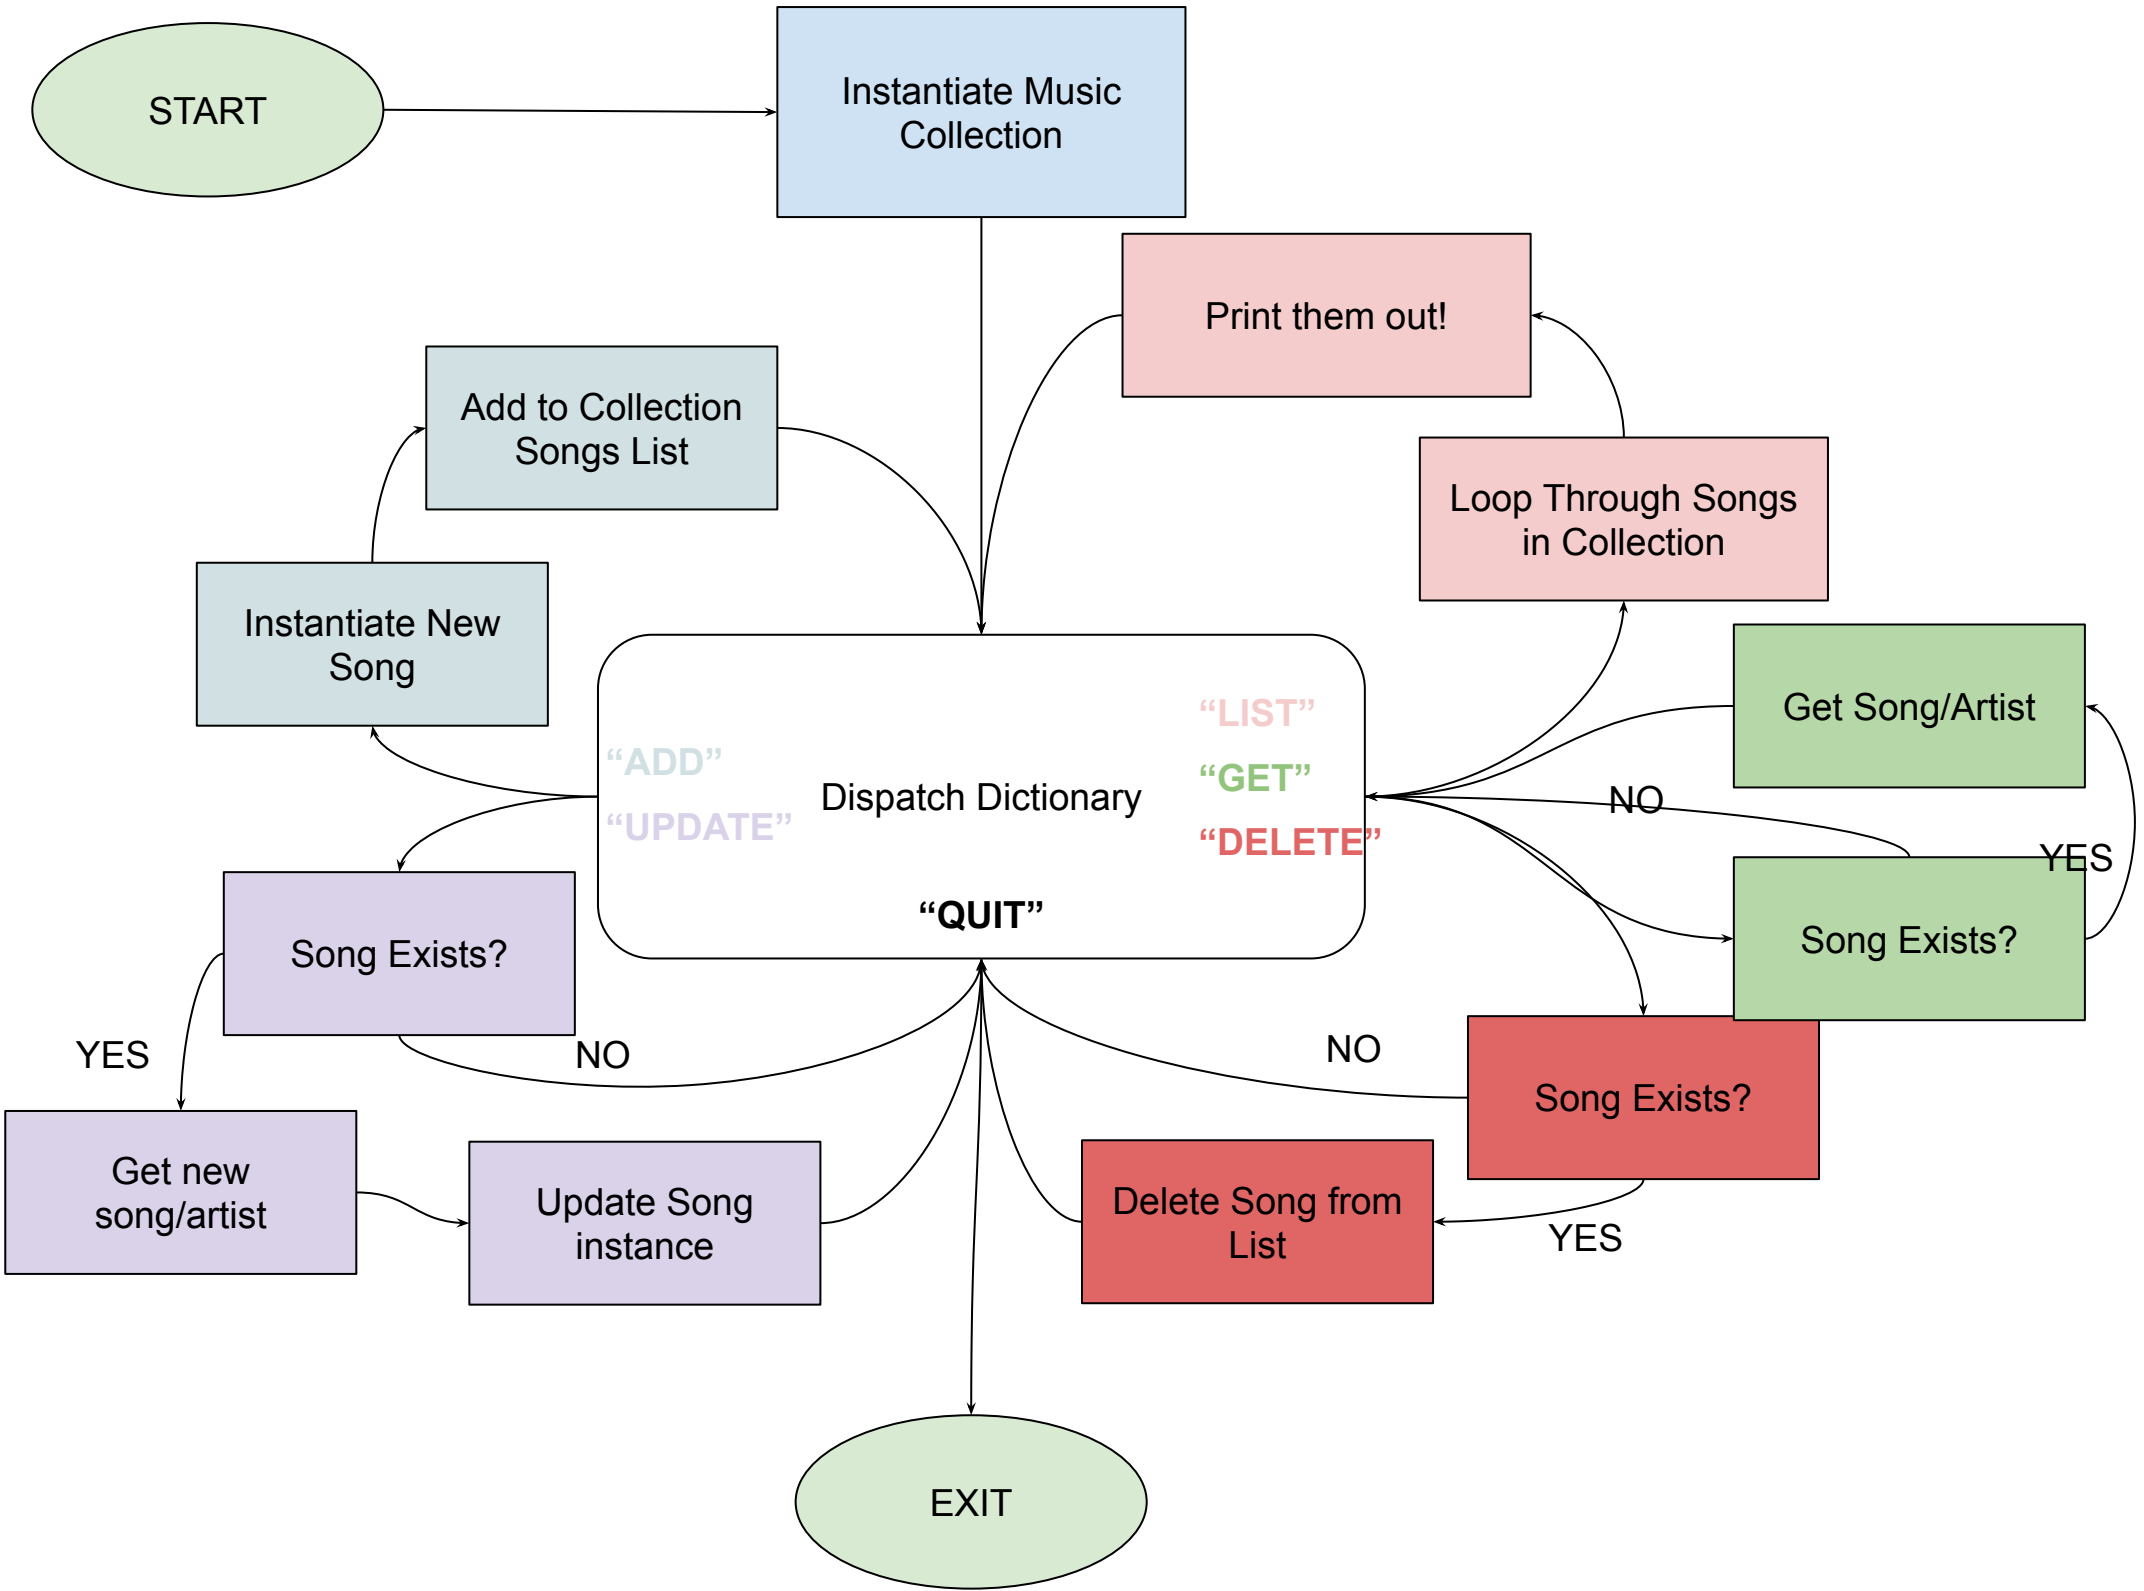 START
Instantiate Music
Collection
Print them out!
Add to Collection
Songs List
Loop Through Songs
in Collection
Instantiate New
Song
Get Song/Artist
“LIST”
“ADD”
“GET”
Dispatch Dictionary
NO
“UPDATE”
“DELETE”
YES
“QUIT”
Song Exists?
Song Exists?
YES
NO
NO
Song Exists?
Get new
song/artist
Update Song
instance
Delete Song from
List
YES
EXIT